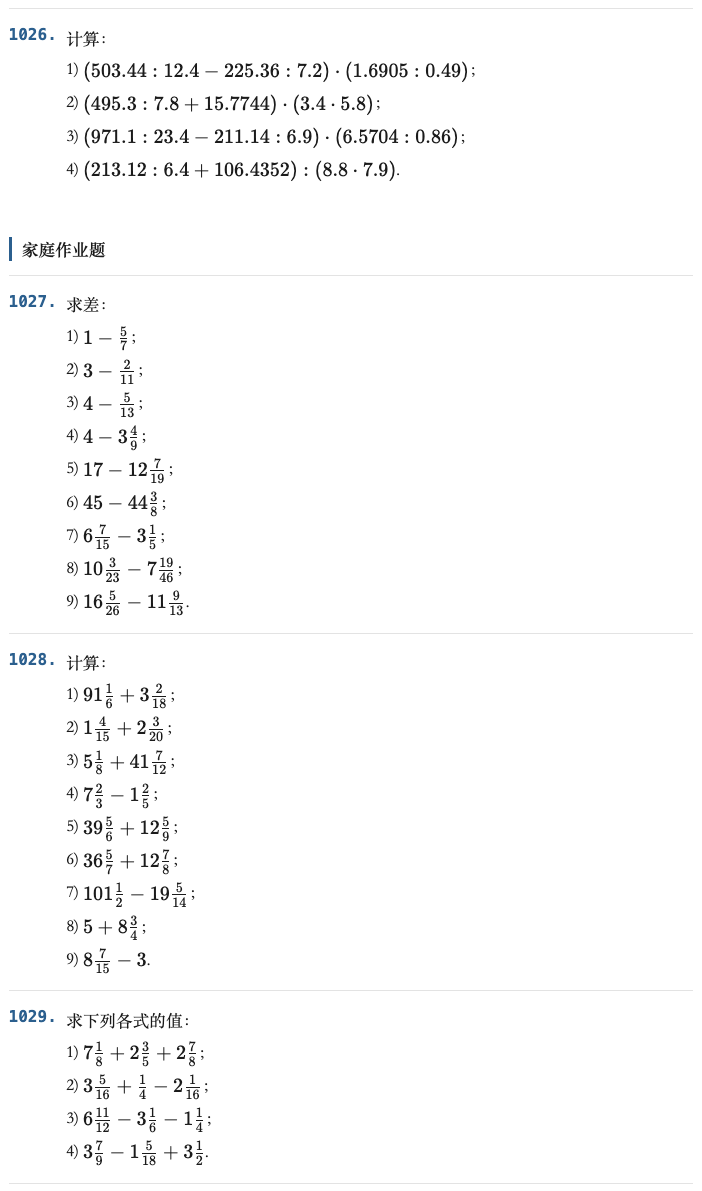 1026. 计算:
1) (503.44 : 12.4 − 225.36 : 7.2) · (1.6905 : 0.49);
2) (495.3 : 7.8 + 15.7744) · (3.4 · 5.8);
3) (971.1 : 23.4 − 211.14 : 6.9) · (6.5704 : 0.86);
4) (213.12 : 6.4 + 106.4352) : (8.8 · 7.9).
家庭作业题
1027. 求差:
1) 1 − 5/7;
2) 3 − 2/11;
3) 4 − 5/13;
4) 4 − 3 4/9;
5) 17 − 12 7/19;
6) 45 − 44 3/8;
7) 6 7/15 − 3 1/5;
8) 10 3/23 − 7 19/46;
9) 16 5/26 − 11 9/13.
1028. 计算:
1) 91 1/6 + 3 2/18;
2) 1 4/15 + 2 3/20;
3) 5 1/8 + 41 7/12;
4) 7 2/3 − 1 2/5;
5) 39 5/6 + 12 5/9;
6) 36 5/7 + 12 7/8;
7) 101 1/2 − 19 5/14;
8) 5 + 8 3/4;
9) 8 7/15 − 3.
1029. 求下列各式的值:
1) 7 1/8 + 2 3/5 + 2 7/8;
2) 3 5/16 + 1/4 − 2 1/16;
3) 6 11/12 − 3 1/6 − 1 1/4;
4) 3 7/9 − 1 5/18 + 3 1/2.